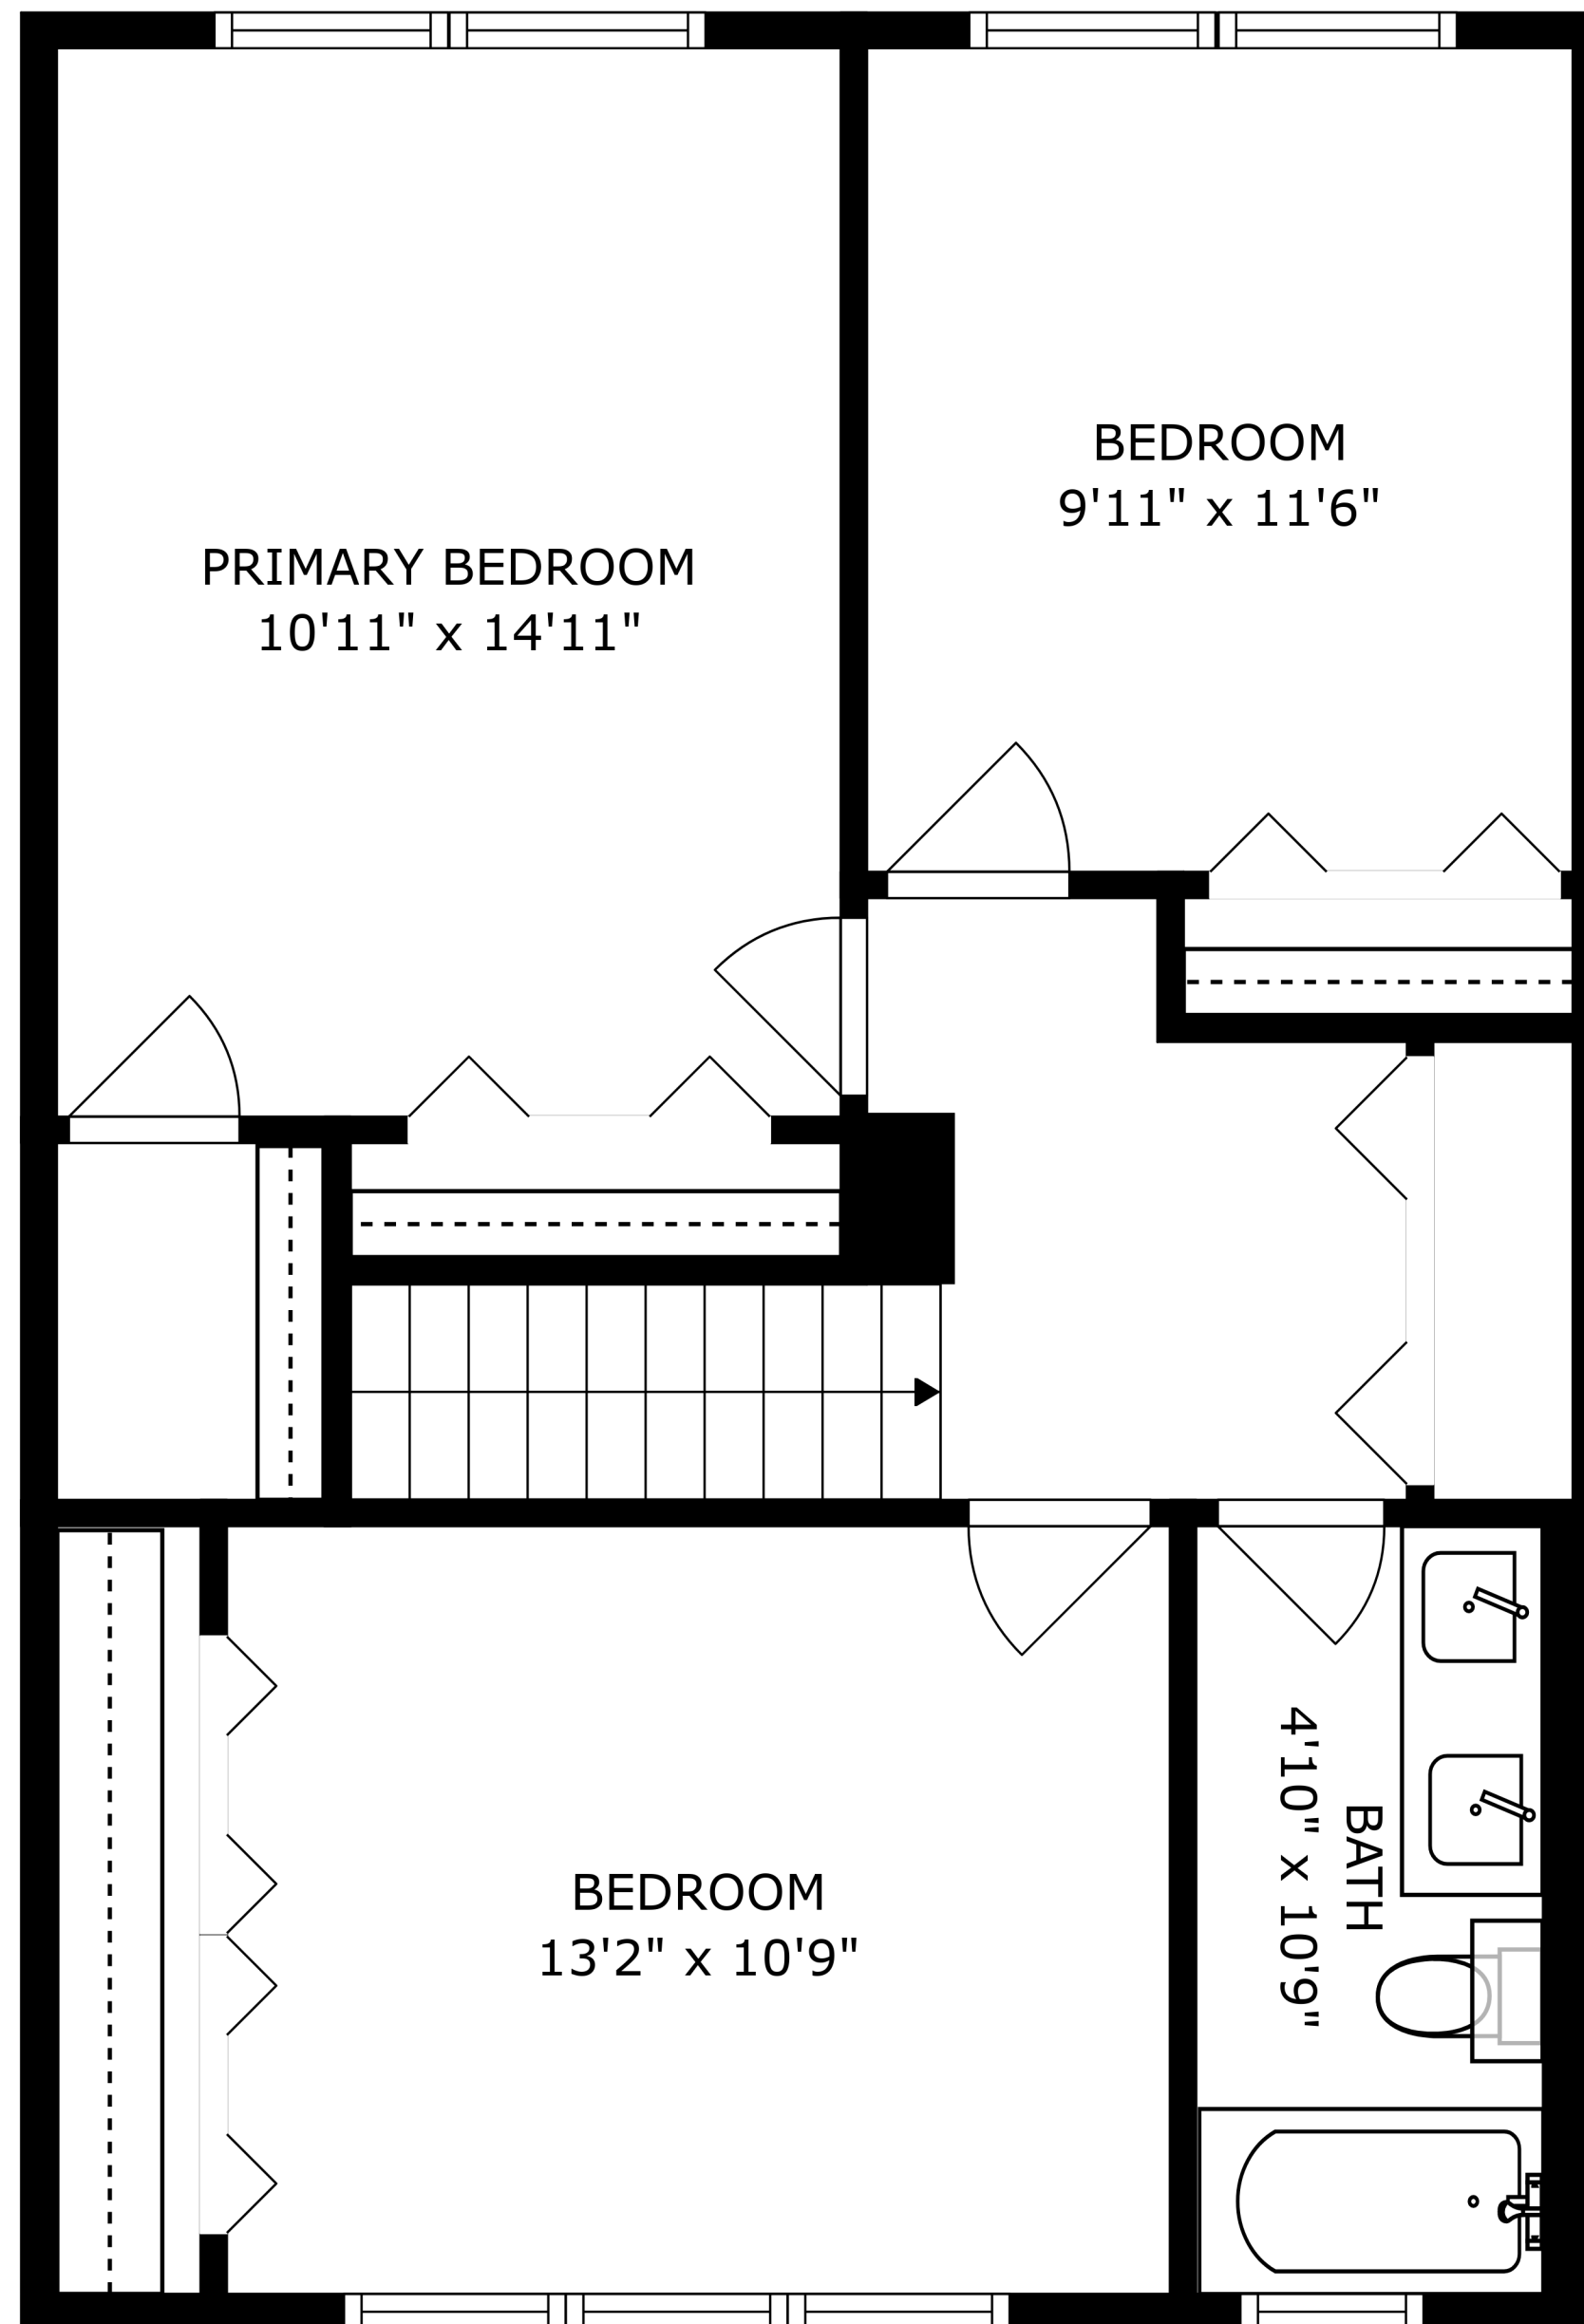 BEDROOM
9'11" x 11'6"
PRIMARY BEDROOM
10'11" x 14'11"
BEDROOM
13'2" x 10'9"
BATH
4'10" x 10'9"